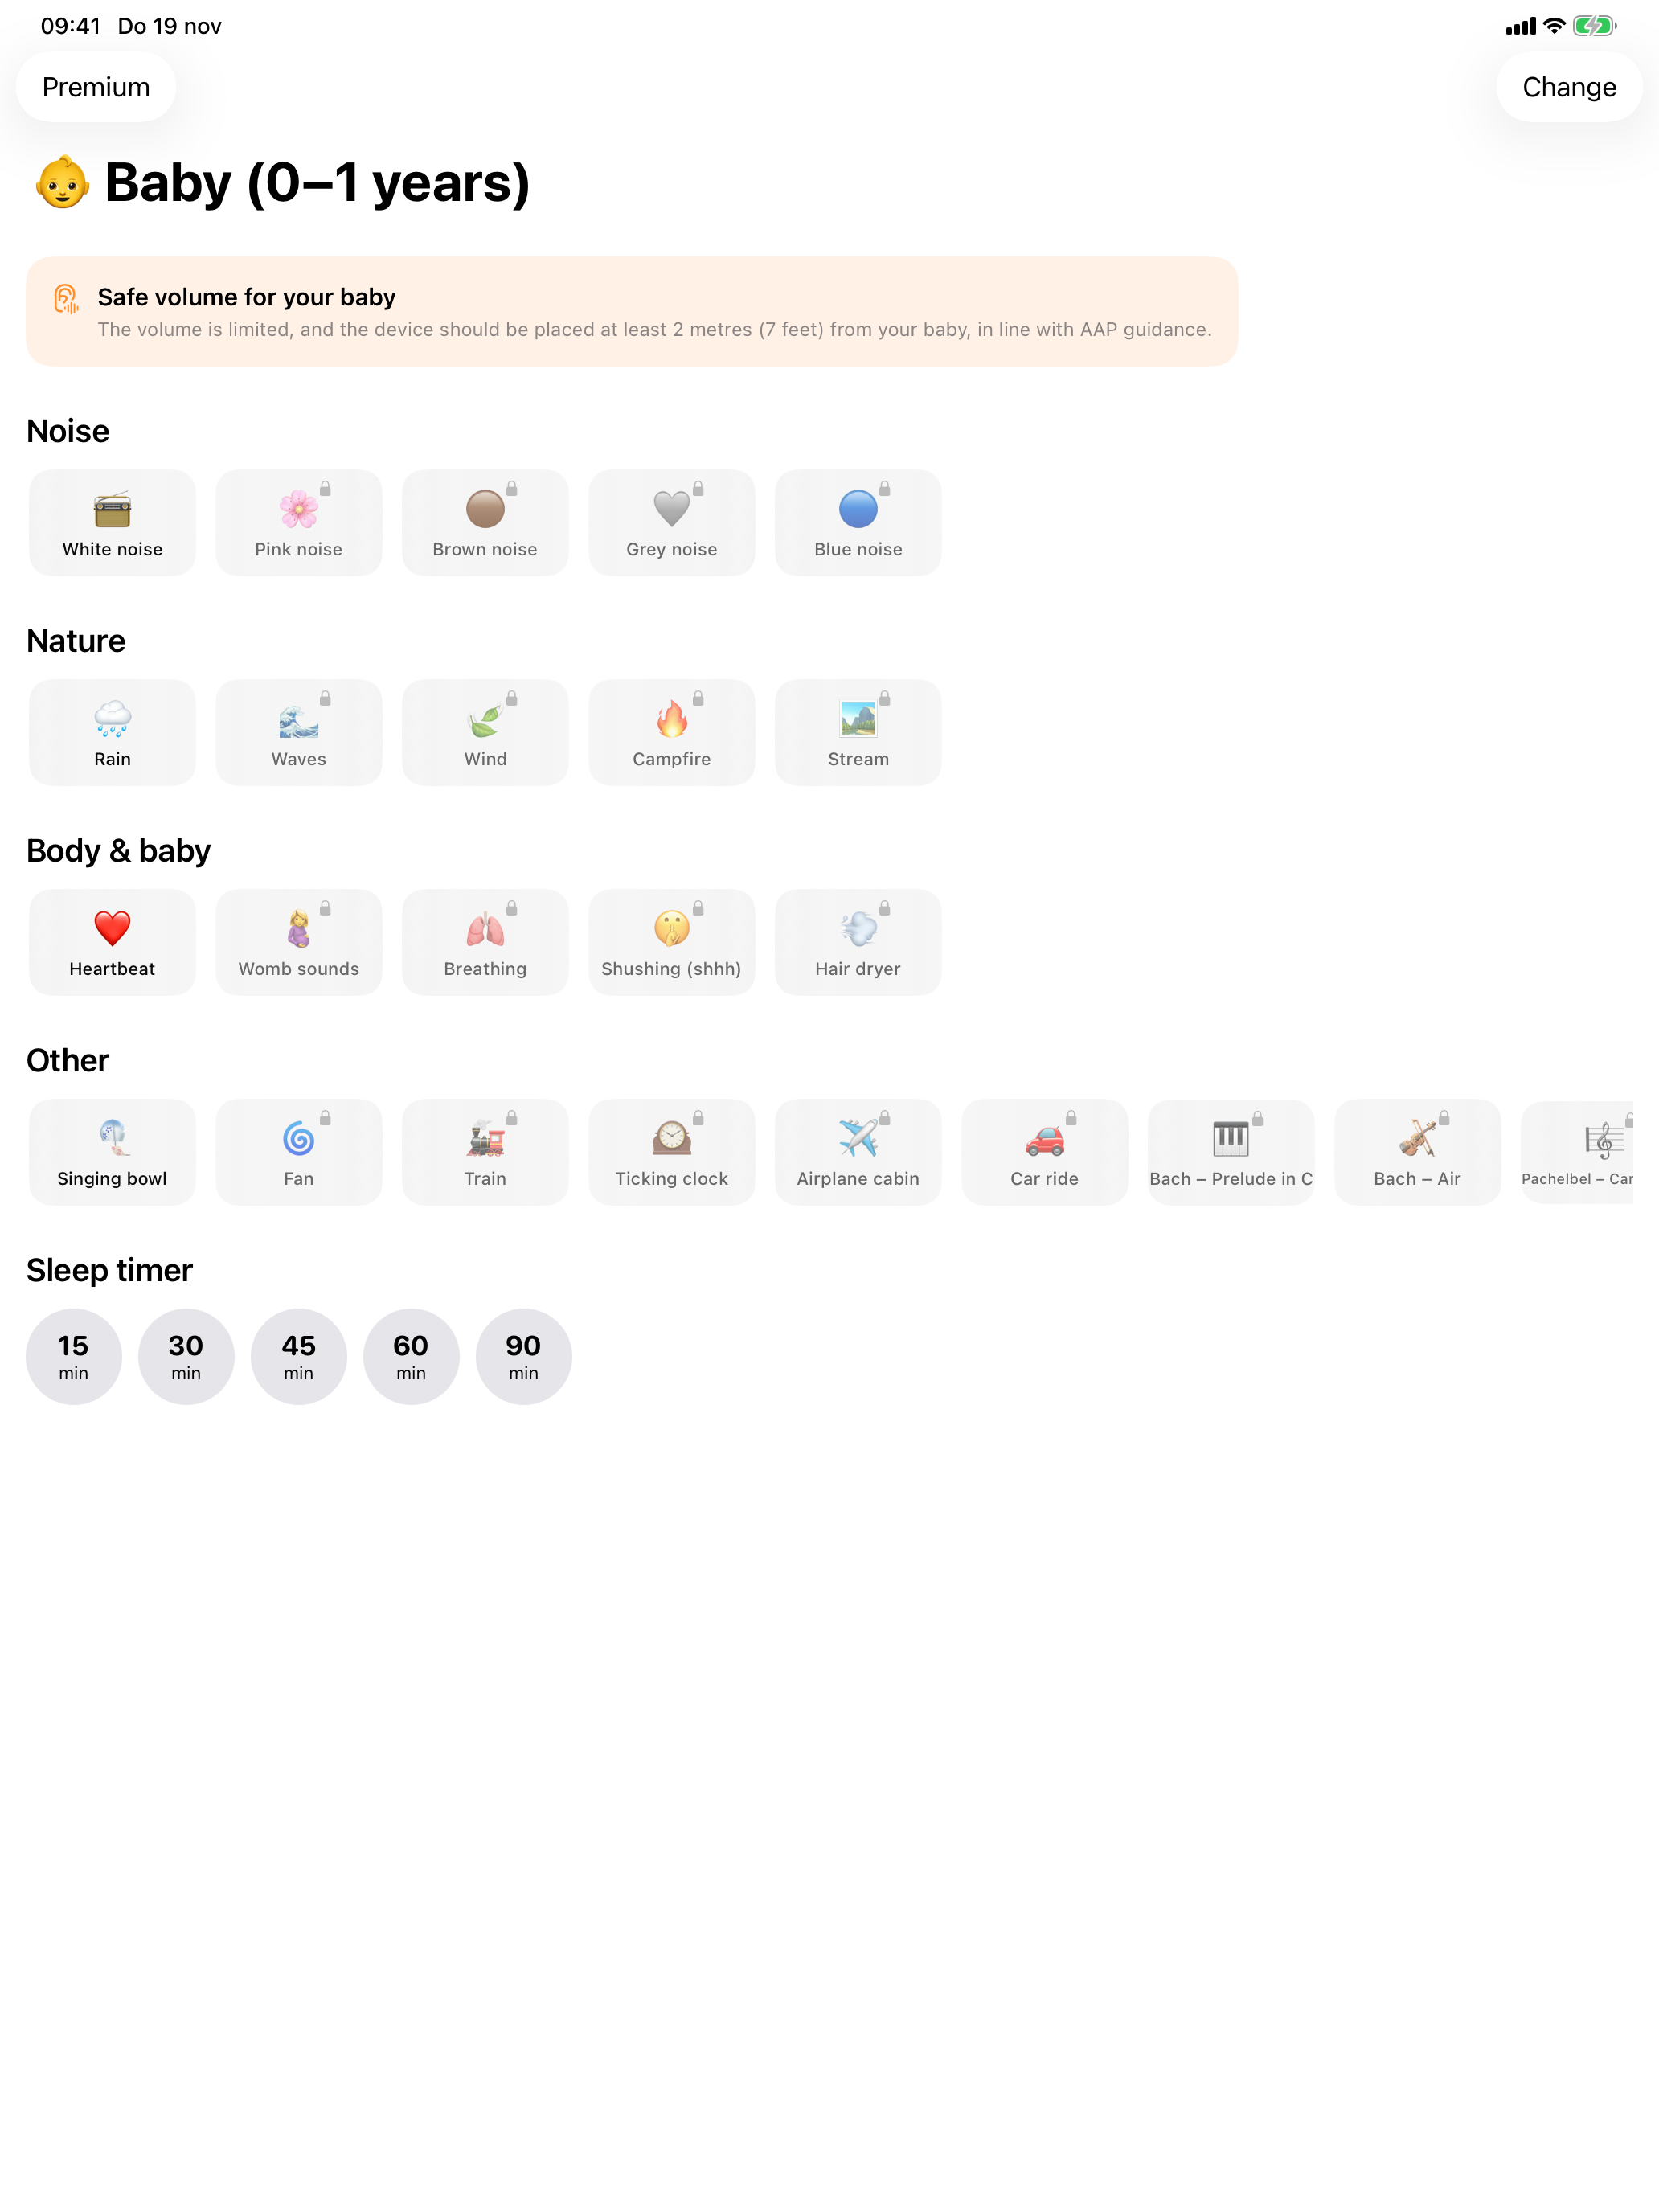 09:41 Do 19 nov
Premium
Change
Baby (0–1 years)
Safe volume for your baby
The volume is limited, and the device should be placed at least 2 metres (7 feet) from your baby, in line with AAP guidance.
Noise
White noise
Pink noise
Brown noise
Grey noise
Blue noise
Nature
Rain
Waves
Wind
Campfire
Stream
Body & baby
Heartbeat
Womb sounds
Breathing
Shushing (shhh)
Hair dryer
Other
Singing bowl
Fan
Train
Ticking clock
Airplane cabin
Car ride
Bach – Prelude in C
Bach – Air
Pachelbel –
Sleep timer
15 min
30 min
45 min
60 min
90 min